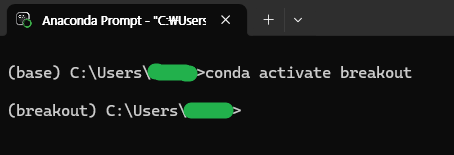 Anaconda Prompt - "C:₩Users
(base) C:\Users\>conda activate breakout
(breakout) C:\Users\>